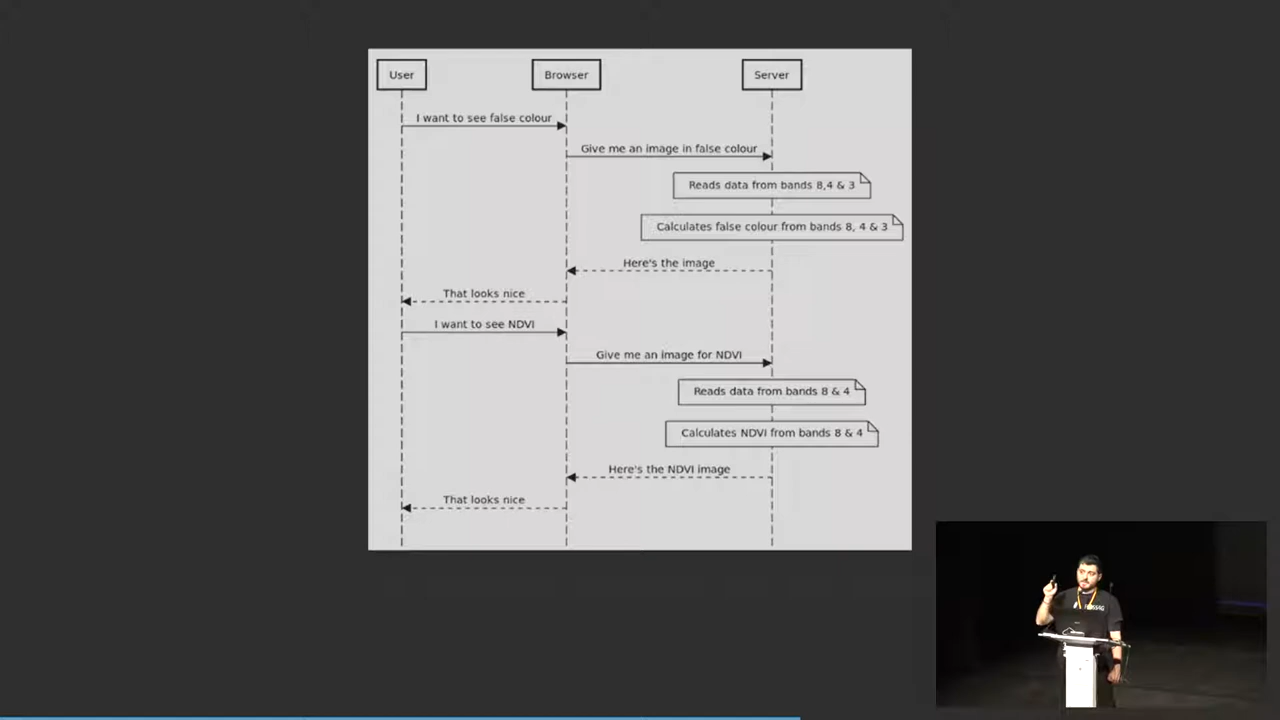 User
Browser
Server
I want to see false colour
Give me an image in false colour
Reads data from bands 8,4 & 3
Calculates false colour from bands 8, 4 & 3
Here's the image
That looks nice
I want to see NDVI
Give me an image for NDVI
Reads data from bands 8 & 4
Calculates NDVI from bands 8 & 4
Here's the NDVI image
That looks nice